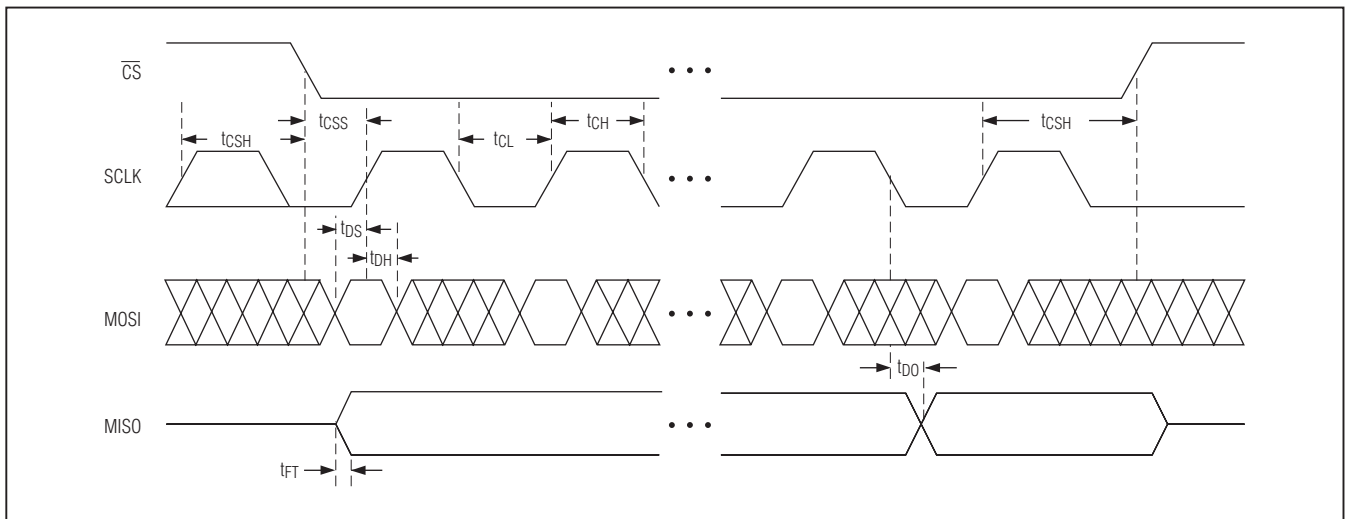 CS
tCSS
tCH
tCSH
tCL
tCSH
SCLK
tDS
tDH
MOSI
tDO
MISO
tFT